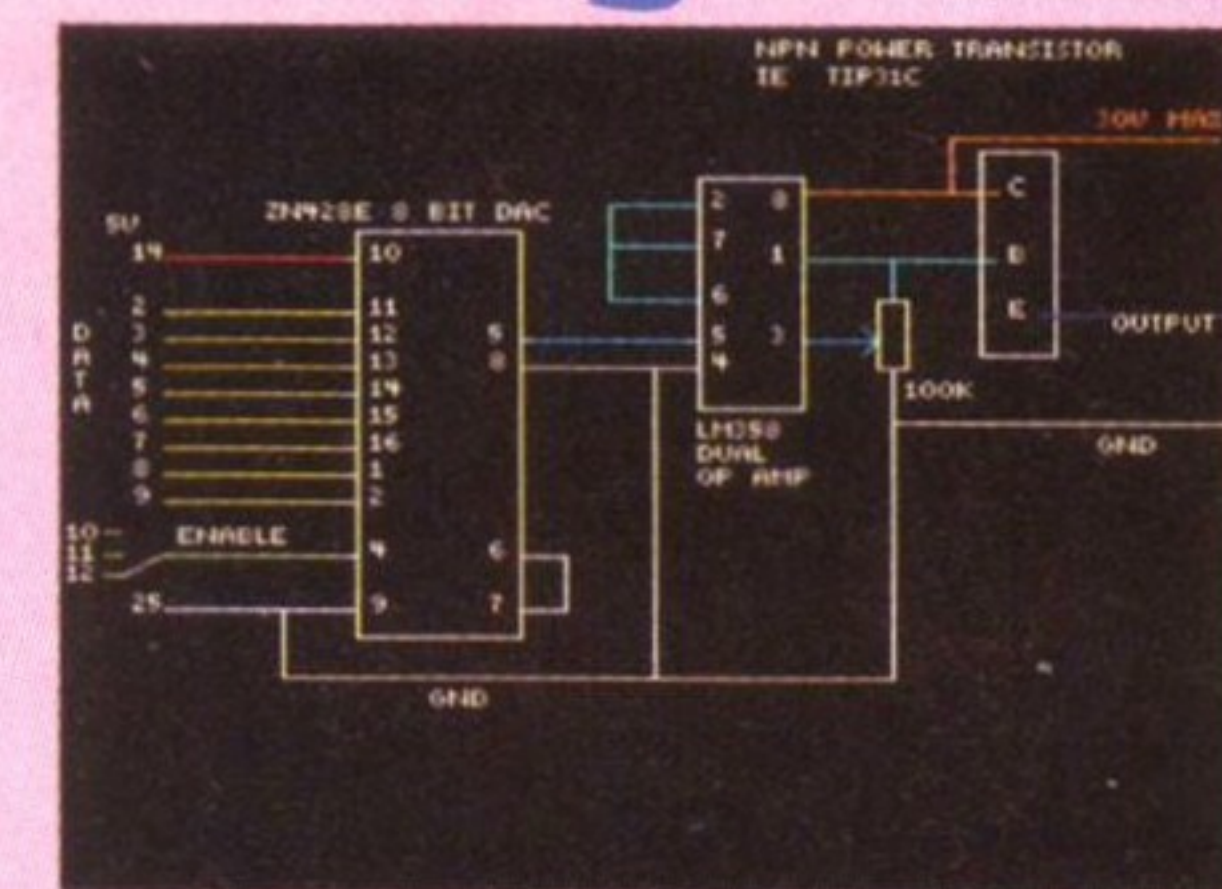 NPN POWER TRANSISTOR
IE TIP31C
30V
ZN428E 8 BIT DAC
5V
14 10
2 11
3 12 5
4 13 8
5 14
6 15
7 16
8 1
9 2
DATA
10
11
12
ENABLE 4 6
25 9 7
GND
2 8
7 1
6
5 3
4
LM358
DUAL
OP AMP
C
B
E
OUTPUT
100K
GND